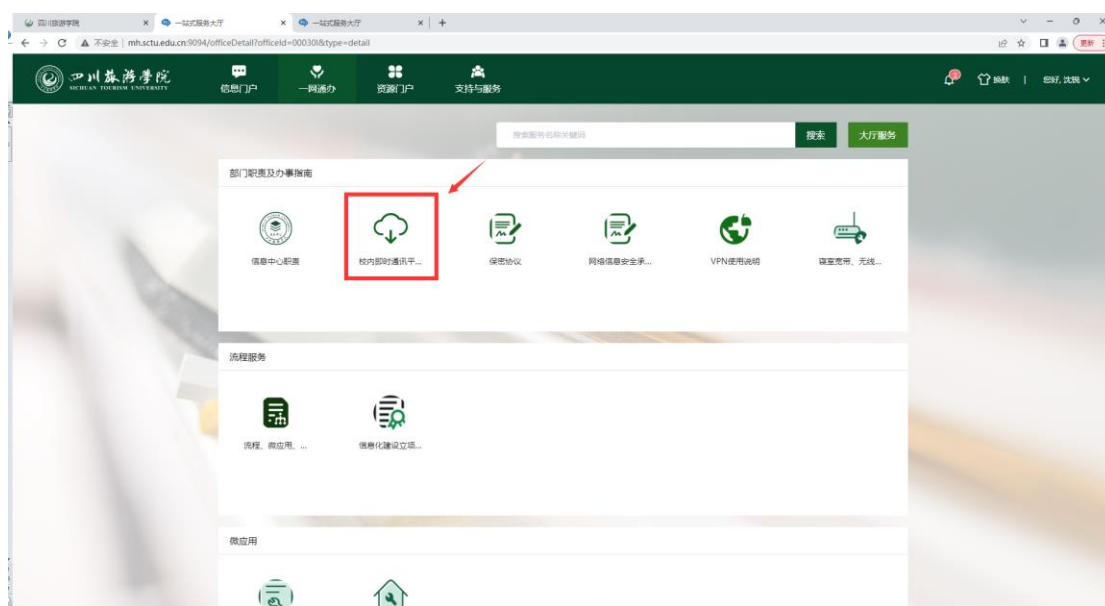 四川旅游学院
一站式服务大厅
一站式服务大厅
不安全 mh.sctu.edu.cn:9094/officeDetail?officeId=000308&type=detail
更新
四川旅游学院
SICHUAN TOURISM UNIVERSITY
信息门户 一网通办 资源门户 支持与服务
换肤 | 您好,
搜索服务名称关键词 搜索 大厅服务
部门职责及办事指南
信息中心职责 校内即时通讯平... 保密协议 网络信息安全承... VPN使用说明 寝室宽带、无线...
流程服务
流程、微应用、... 信息化建设立项...
微应用